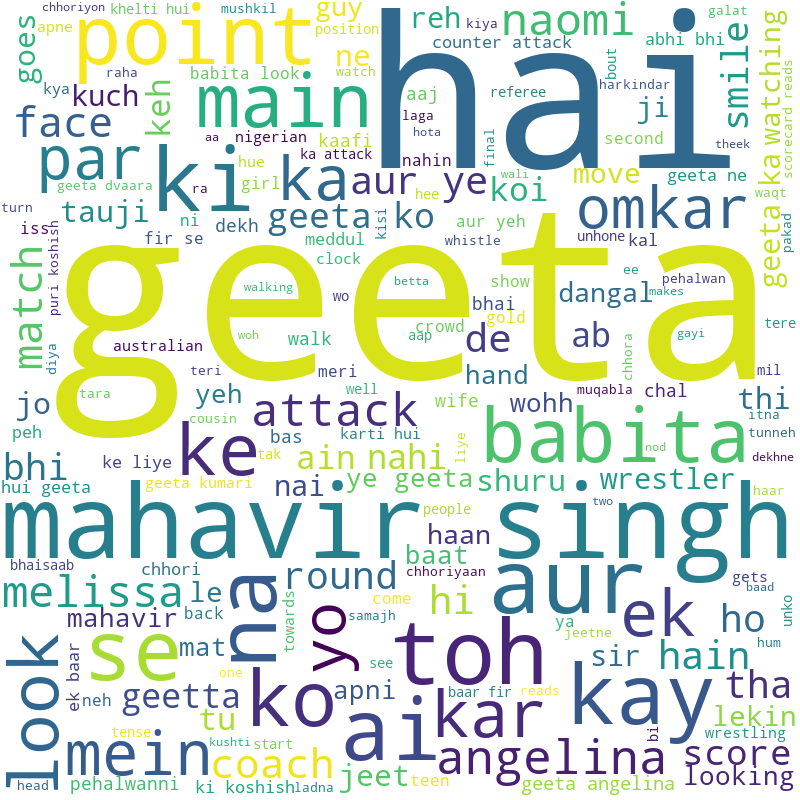 chhoriyon
khelti hui
mushkil
guy
reh
naomi
kiya
apne
point
position
ne
counter attack
abhi bhi
galat
goes
kya
raha
kuch
keh
babita look
main
watch
hai
aaj
referee
bout
harkindar
ji
smile
watching
scorecard reads
face
par
aa
nigerian
kaafi
laga
hota
nahin
final
second
theek
ki
ka
hue
ka attack
girl
aur ye
hee
wali
koi
move
geeta ne
geeta ka
waqt
geeta dvaara
tauji
ra
ni
dekh
geeta ko
kisi
aur yeh
omkar
pakad
turn
iss
fir se
meddul
whistle
unhone
kal
match
puri koshish
clock
geeta
walking
betta
wo
show
bhai
gold
dangal
ee
makes
pehalwan
tere
australian
woh
walk
crowd
aap
de
ab
chhora
gayi
diya
tara
teri
meri
well
hand
muqabla
chal
mil
jo
yeh
attack
wife
wohh
thi
itna
peh
cousin
bas
karti hui
liye
babita
tunneh
bhi
ke liye
ke
tak
ain
nahi
nod
dekhne
hui geeta
geeta kumari
nai
ye geeta
shuru
wrestler
haar
mahavir singh
people
two
bhaisaab
haan
chhori
baat
chhoriyaan
gets
baad
melissa
le
na
round
come
hi
aur
ek
ho
unko
mahavir
back
towards
samajh
ya
jeetne
hum
look
ek baar
se
mat
yo
see
toh
sir
hain
neh
geetta
one
ko
apni
baar fir
reads
kay
tha
tu
ai
kar
lekin
tense
kushti
start
bi
wrestling
mein
coach
angelina
score
head
pehalwanni
ki koshish
ladna
jeet
teen
geeta angelina
looking